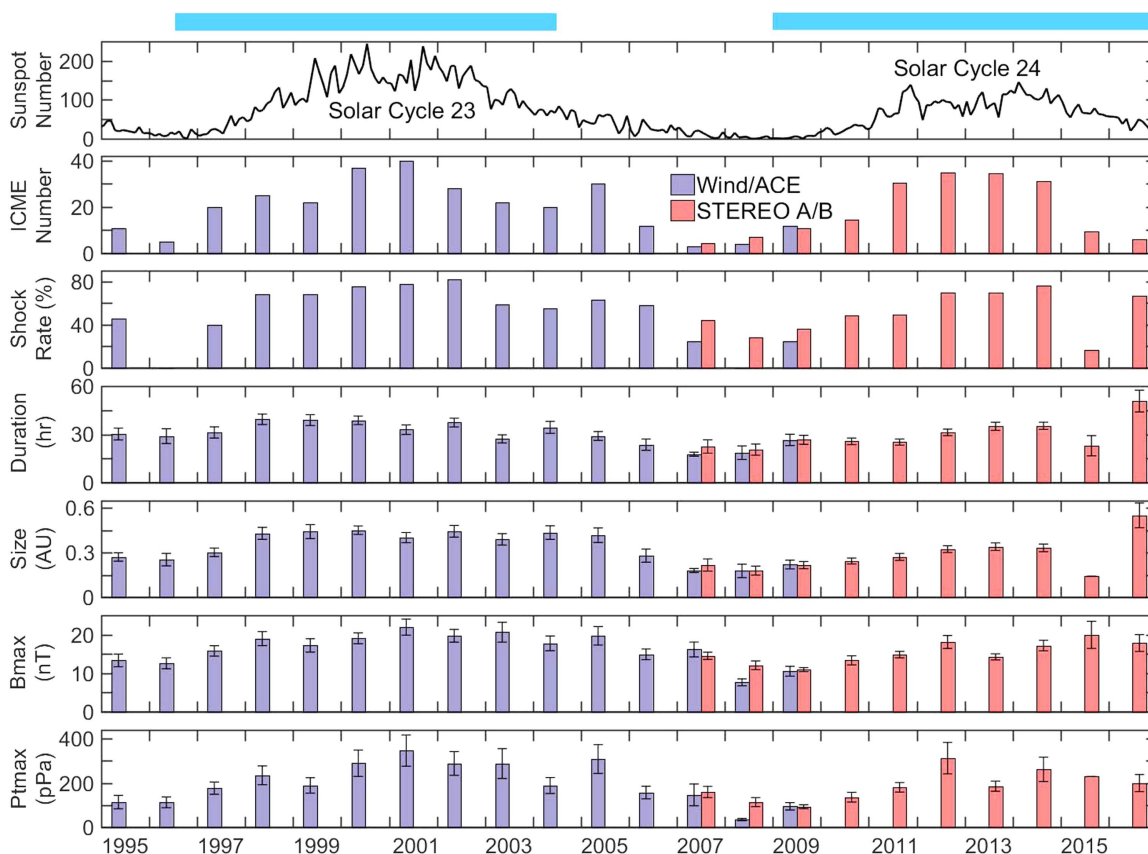 Sunspot
Number
200
100
0
Solar Cycle 23
Solar Cycle 24
ICME
Number
40
20
0
Wind/ACE
STEREO A/B
Shock
Rate (%)
80
40
0
Duration
(hr)
60
30
0
Size
(AU)
0.6
0.3
0
Bmax
(nT)
20
10
0
Ptmax
(pPa)
400
200
0
1995 1997 1999 2001 2003 2005 2007 2009 2011 2013 2015